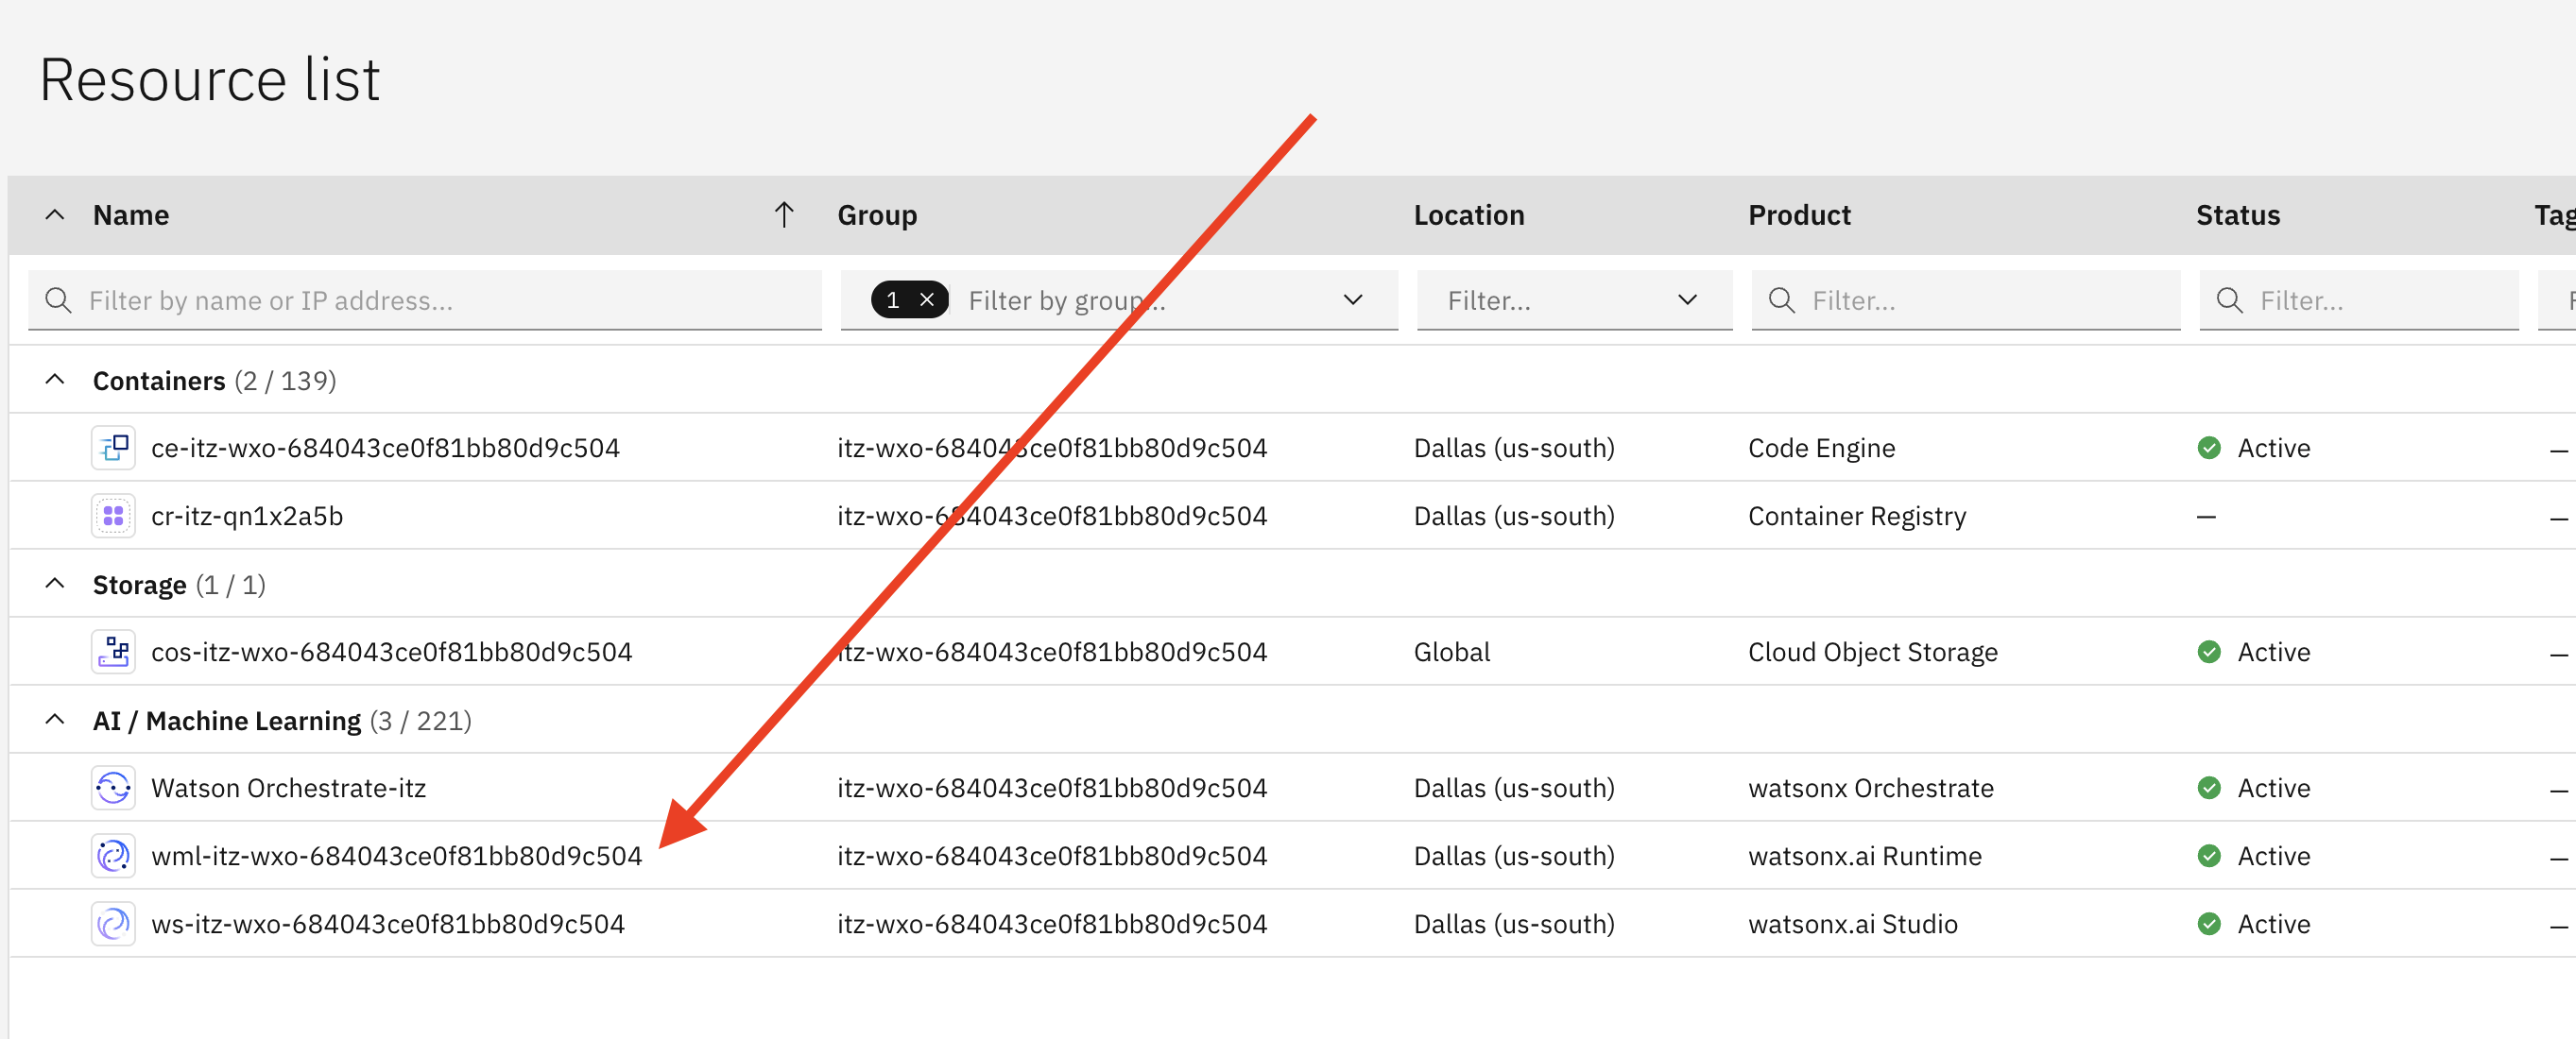 Resource list
Name Group Location Product Status Tag
Filter by name or IP address... 1 Filter by group... Filter... Filter... Filter...
Containers (2 / 139)
ce-itz-wxo-684043ce0f81bb80d9c504 itz-wxo-684043ce0f81bb80d9c504 Dallas (us-south) Code Engine Active –
cr-itz-qn1x2a5b itz-wxo-684043ce0f81bb80d9c504 Dallas (us-south) Container Registry – –
Storage (1 / 1)
cos-itz-wxo-684043ce0f81bb80d9c504 itz-wxo-684043ce0f81bb80d9c504 Global Cloud Object Storage Active –
AI / Machine Learning (3 / 221)
Watson Orchestrate-itz itz-wxo-684043ce0f81bb80d9c504 Dallas (us-south) watsonx Orchestrate Active –
wml-itz-wxo-684043ce0f81bb80d9c504 itz-wxo-684043ce0f81bb80d9c504 Dallas (us-south) watsonx.ai Runtime Active –
ws-itz-wxo-684043ce0f81bb80d9c504 itz-wxo-684043ce0f81bb80d9c504 Dallas (us-south) watsonx.ai Studio Active –